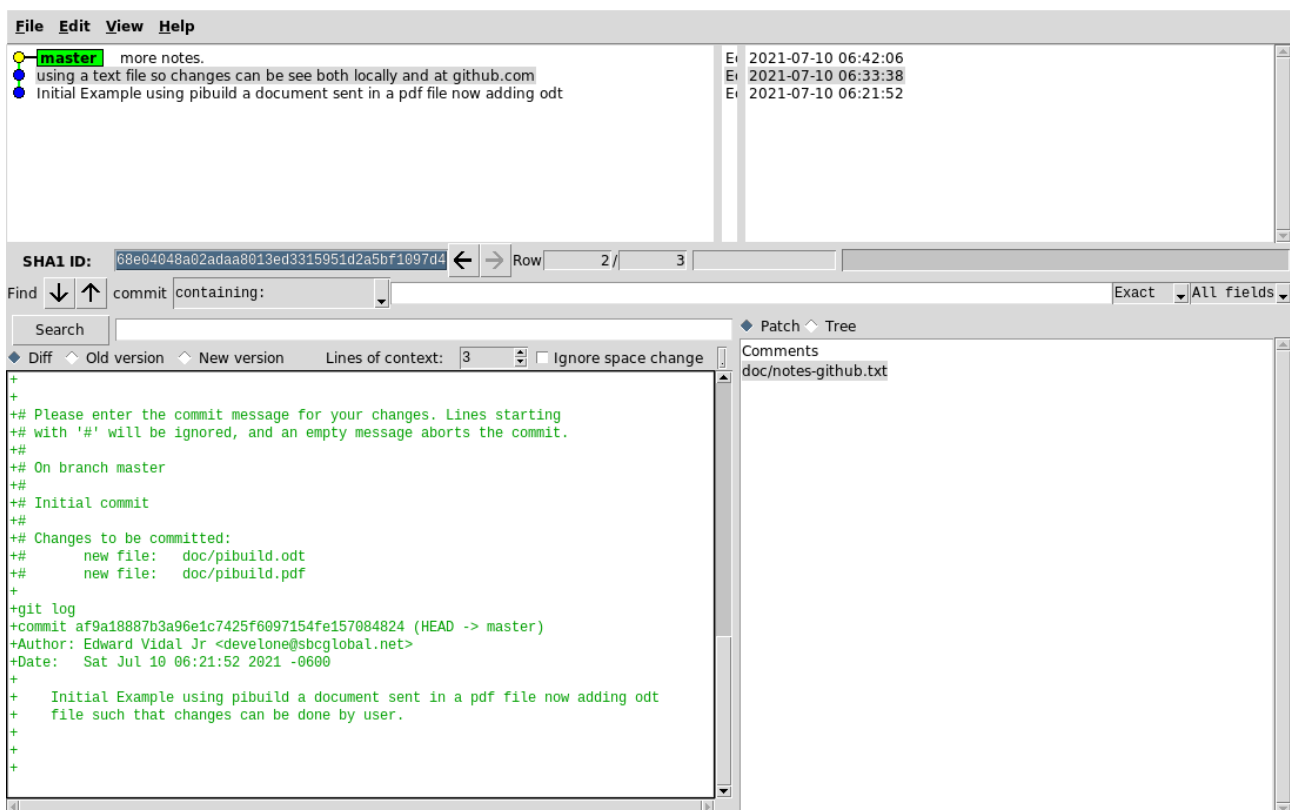 File Edit View Help
master more notes.
using a text file so changes can be see both locally and at github.com
Initial Example using pibuild a document sent in a pdf file now adding odt
2021-07-10 06:42:06
2021-07-10 06:33:38
2021-07-10 06:21:52
SHA1 ID: 68e04048a02adaa8013ed3315951d2a5bf1097d4 Row 2 / 3
Find commit containing: Exact All fields
Search
Diff Old version New version Lines of context: 3 Ignore space change
+
+
+# Please enter the commit message for your changes. Lines starting
+# with '#' will be ignored, and an empty message aborts the commit.
+#
+# On branch master
+#
+# Initial commit
+#
+# Changes to be committed:
+#       new file:   doc/pibuild.odt
+#       new file:   doc/pibuild.pdf
+
+git log
+commit af9a18887b3a96e1c7425f6097154fe157084824 (HEAD -> master)
+Author: Edward Vidal Jr <develone@sbcglobal.net>
+Date:   Sat Jul 10 06:21:52 2021 -0600
+
+    Initial Example using pibuild a document sent in a pdf file now adding odt
+    file such that changes can be done by user.
+
+
+
Patch Tree
Comments
doc/notes-github.txt